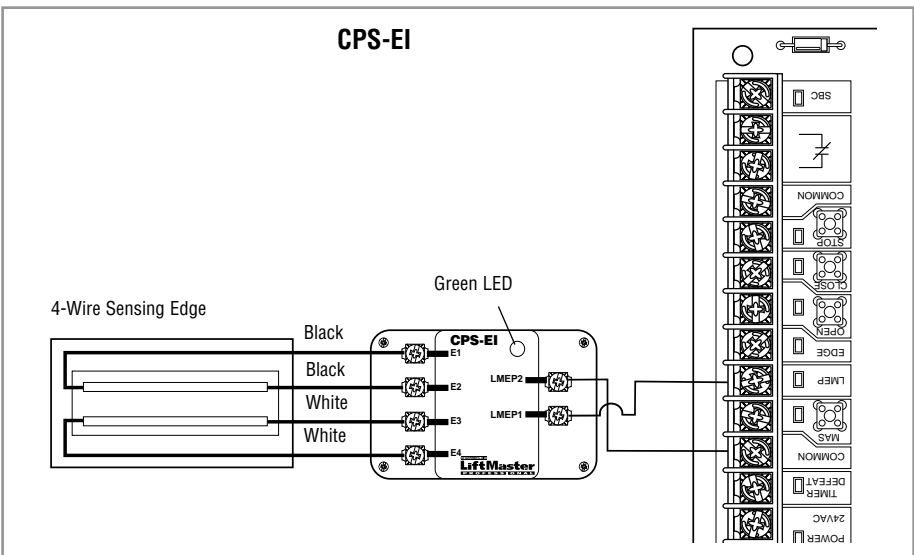 CPS-EI
4-Wire Sensing Edge
Green LED
Black
Black
White
White
CPS-EI
E1
E2
E3
E4
LMEP2
LMEP1
LiftMaster
PROFESSIONAL
SBC
COMMON
STOP
CLOSE
OPEN
EDGE
LMEP
MAS
COMMON
TIMER
DEFEAT
24VAC
POWER